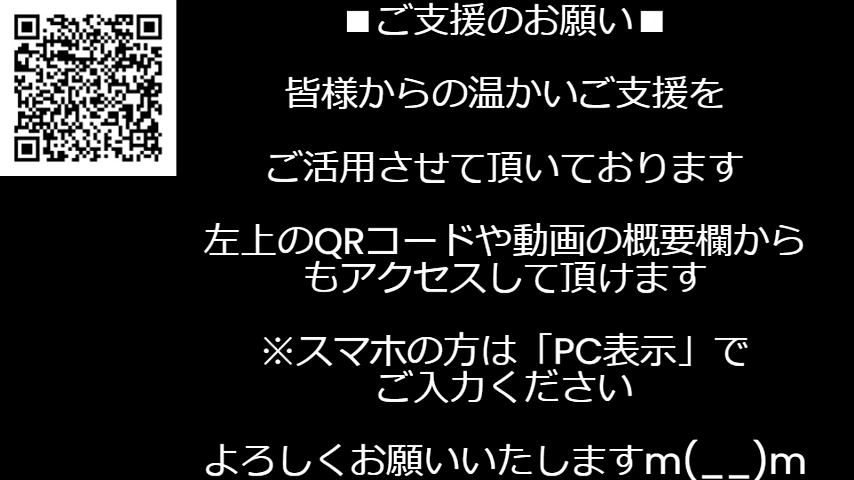 ■ご支援のお願い■
皆様からの温かいご支援を
ご活用させて頂いております
左上のQRコードや動画の概要欄から
もアクセスして頂けます
※スマホの方は「PC表示」で
ご入力ください
よろしくお願いいたしますm(__)m